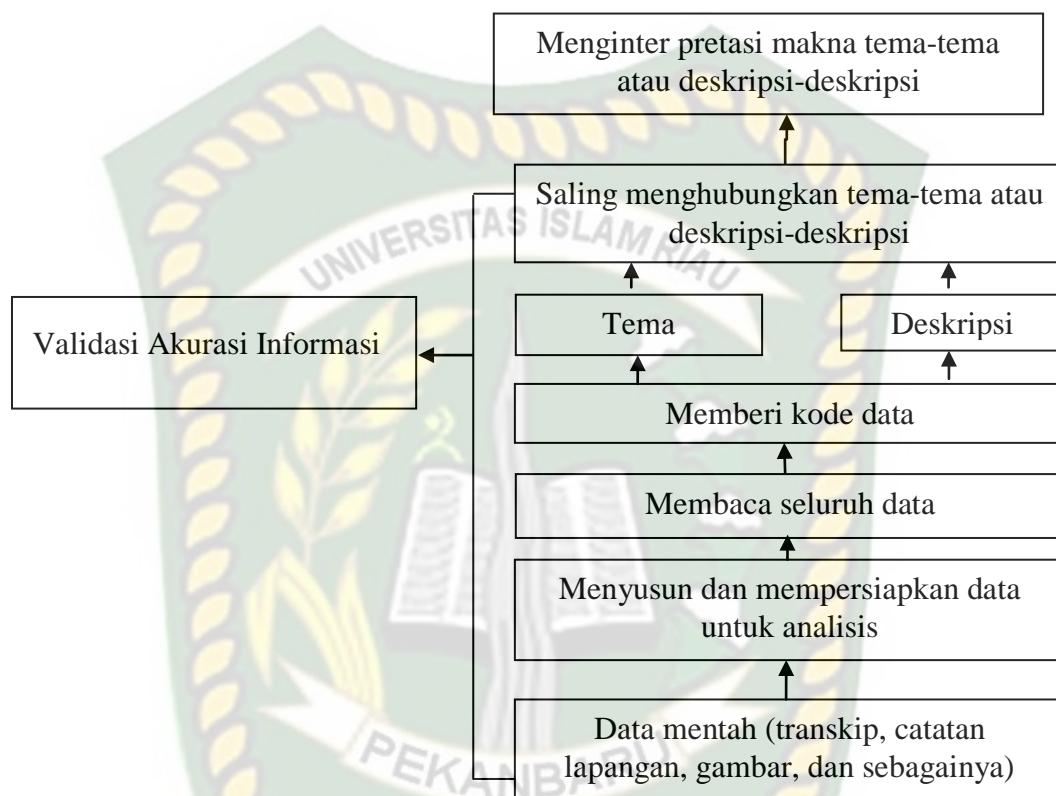 Menginter pretasi makna tema-tema
atau deskripsi-deskripsi
Saling menghubungkan tema-tema atau
deskripsi-deskripsi
UNIVERSITAS ISLAM RIAU
Tema
Deskripsi
Validasi Akurasi Informasi
Memberi kode data
Membaca seluruh data
Menyusun dan mempersiapkan data
untuk analisis
Data mentah (transkip, catatan
lapangan, gambar, dan sebagainya)
PEKANBARU